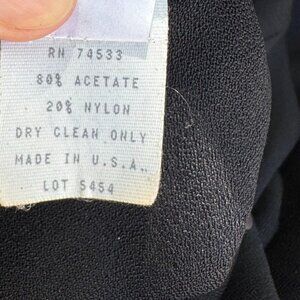 RN 74533
80% ACETATE
20% NYLON
DRY CLEAN ONLY
MADE IN U.S.A.
LOT 5454